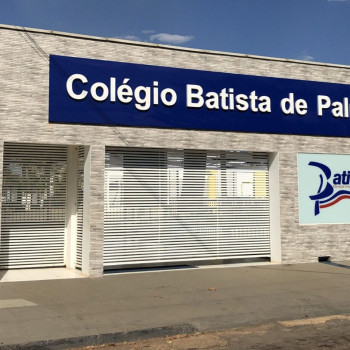 Colégio Batista de Pal
Bati